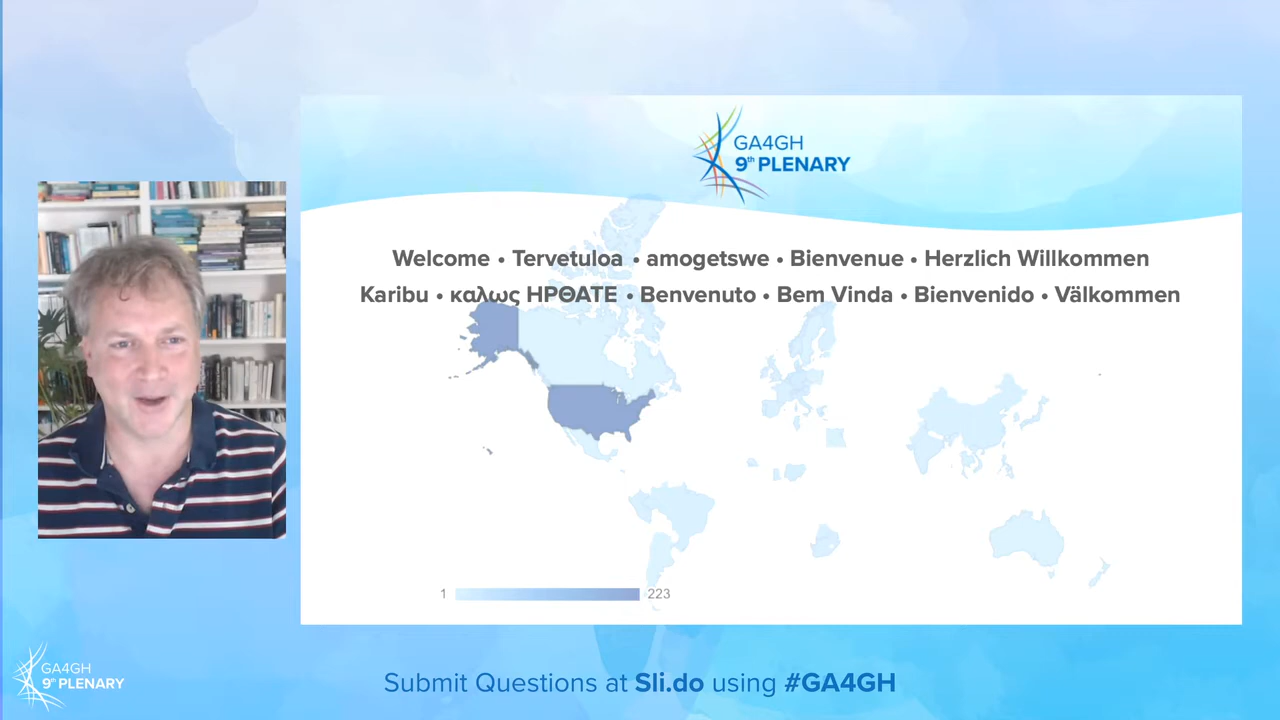 GA4GH
9th PLENARY
Welcome • Tervetuloa • amogetswe • Bienvenue • Herzlich Willkommen
Karibu • καλως ΗΡΘΑΤΕ • Benvenuto • Bem Vinda • Bienvenido • Välkommen
1
223
GA4GH
9th PLENARY
Submit Questions at Sli.do using #GA4GH